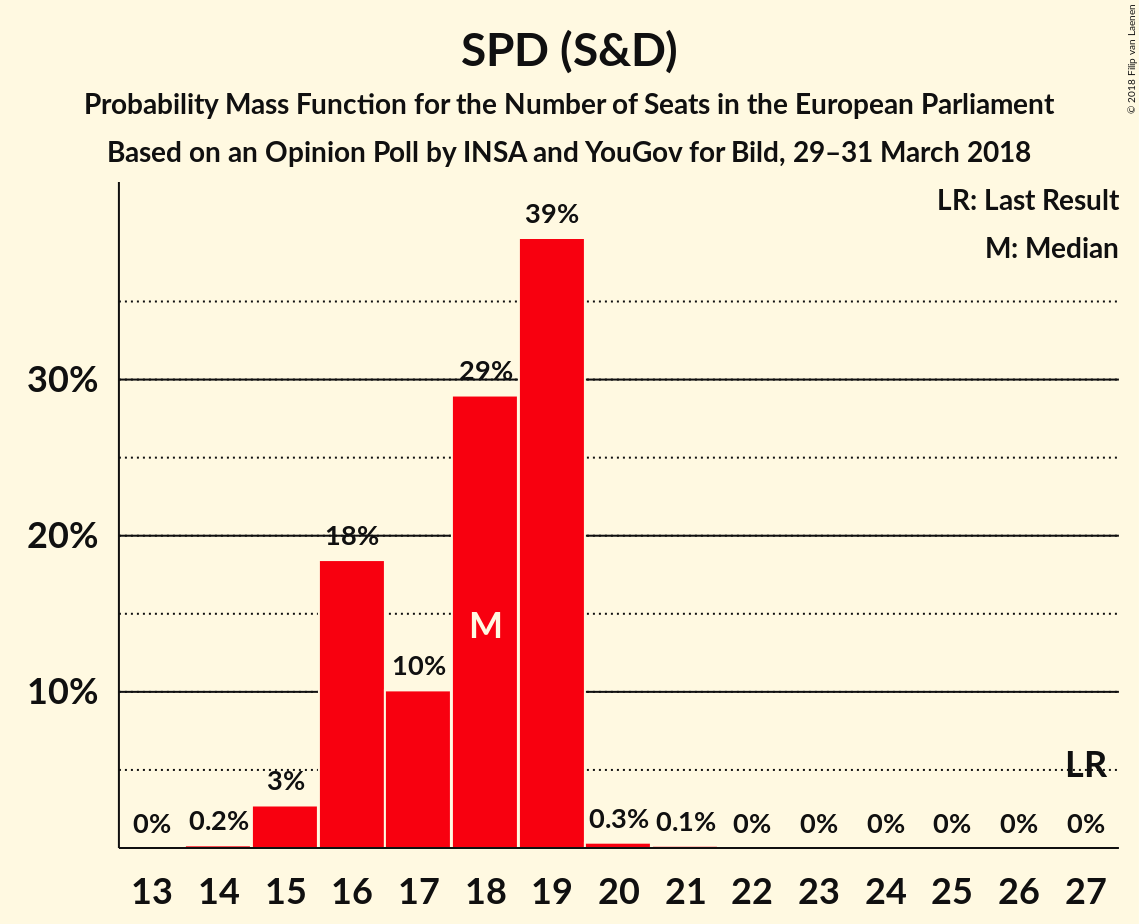 SPD (S&D)
Probability Mass Function for the Number of Seats in the European Parliament
Based on an Opinion Poll by INSA and YouGov for Bild, 29–31 March 2018
© 2018 Filip van Laenen
LR: Last Result
M: Median
39%
30%
29%
20%
18%
M
10%
10%
LR
3%
0% 0.2% 0.3% 0.1% 0% 0% 0% 0% 0% 0%
13 14 15 16 17 18 19 20 21 22 23 24 25 26 27